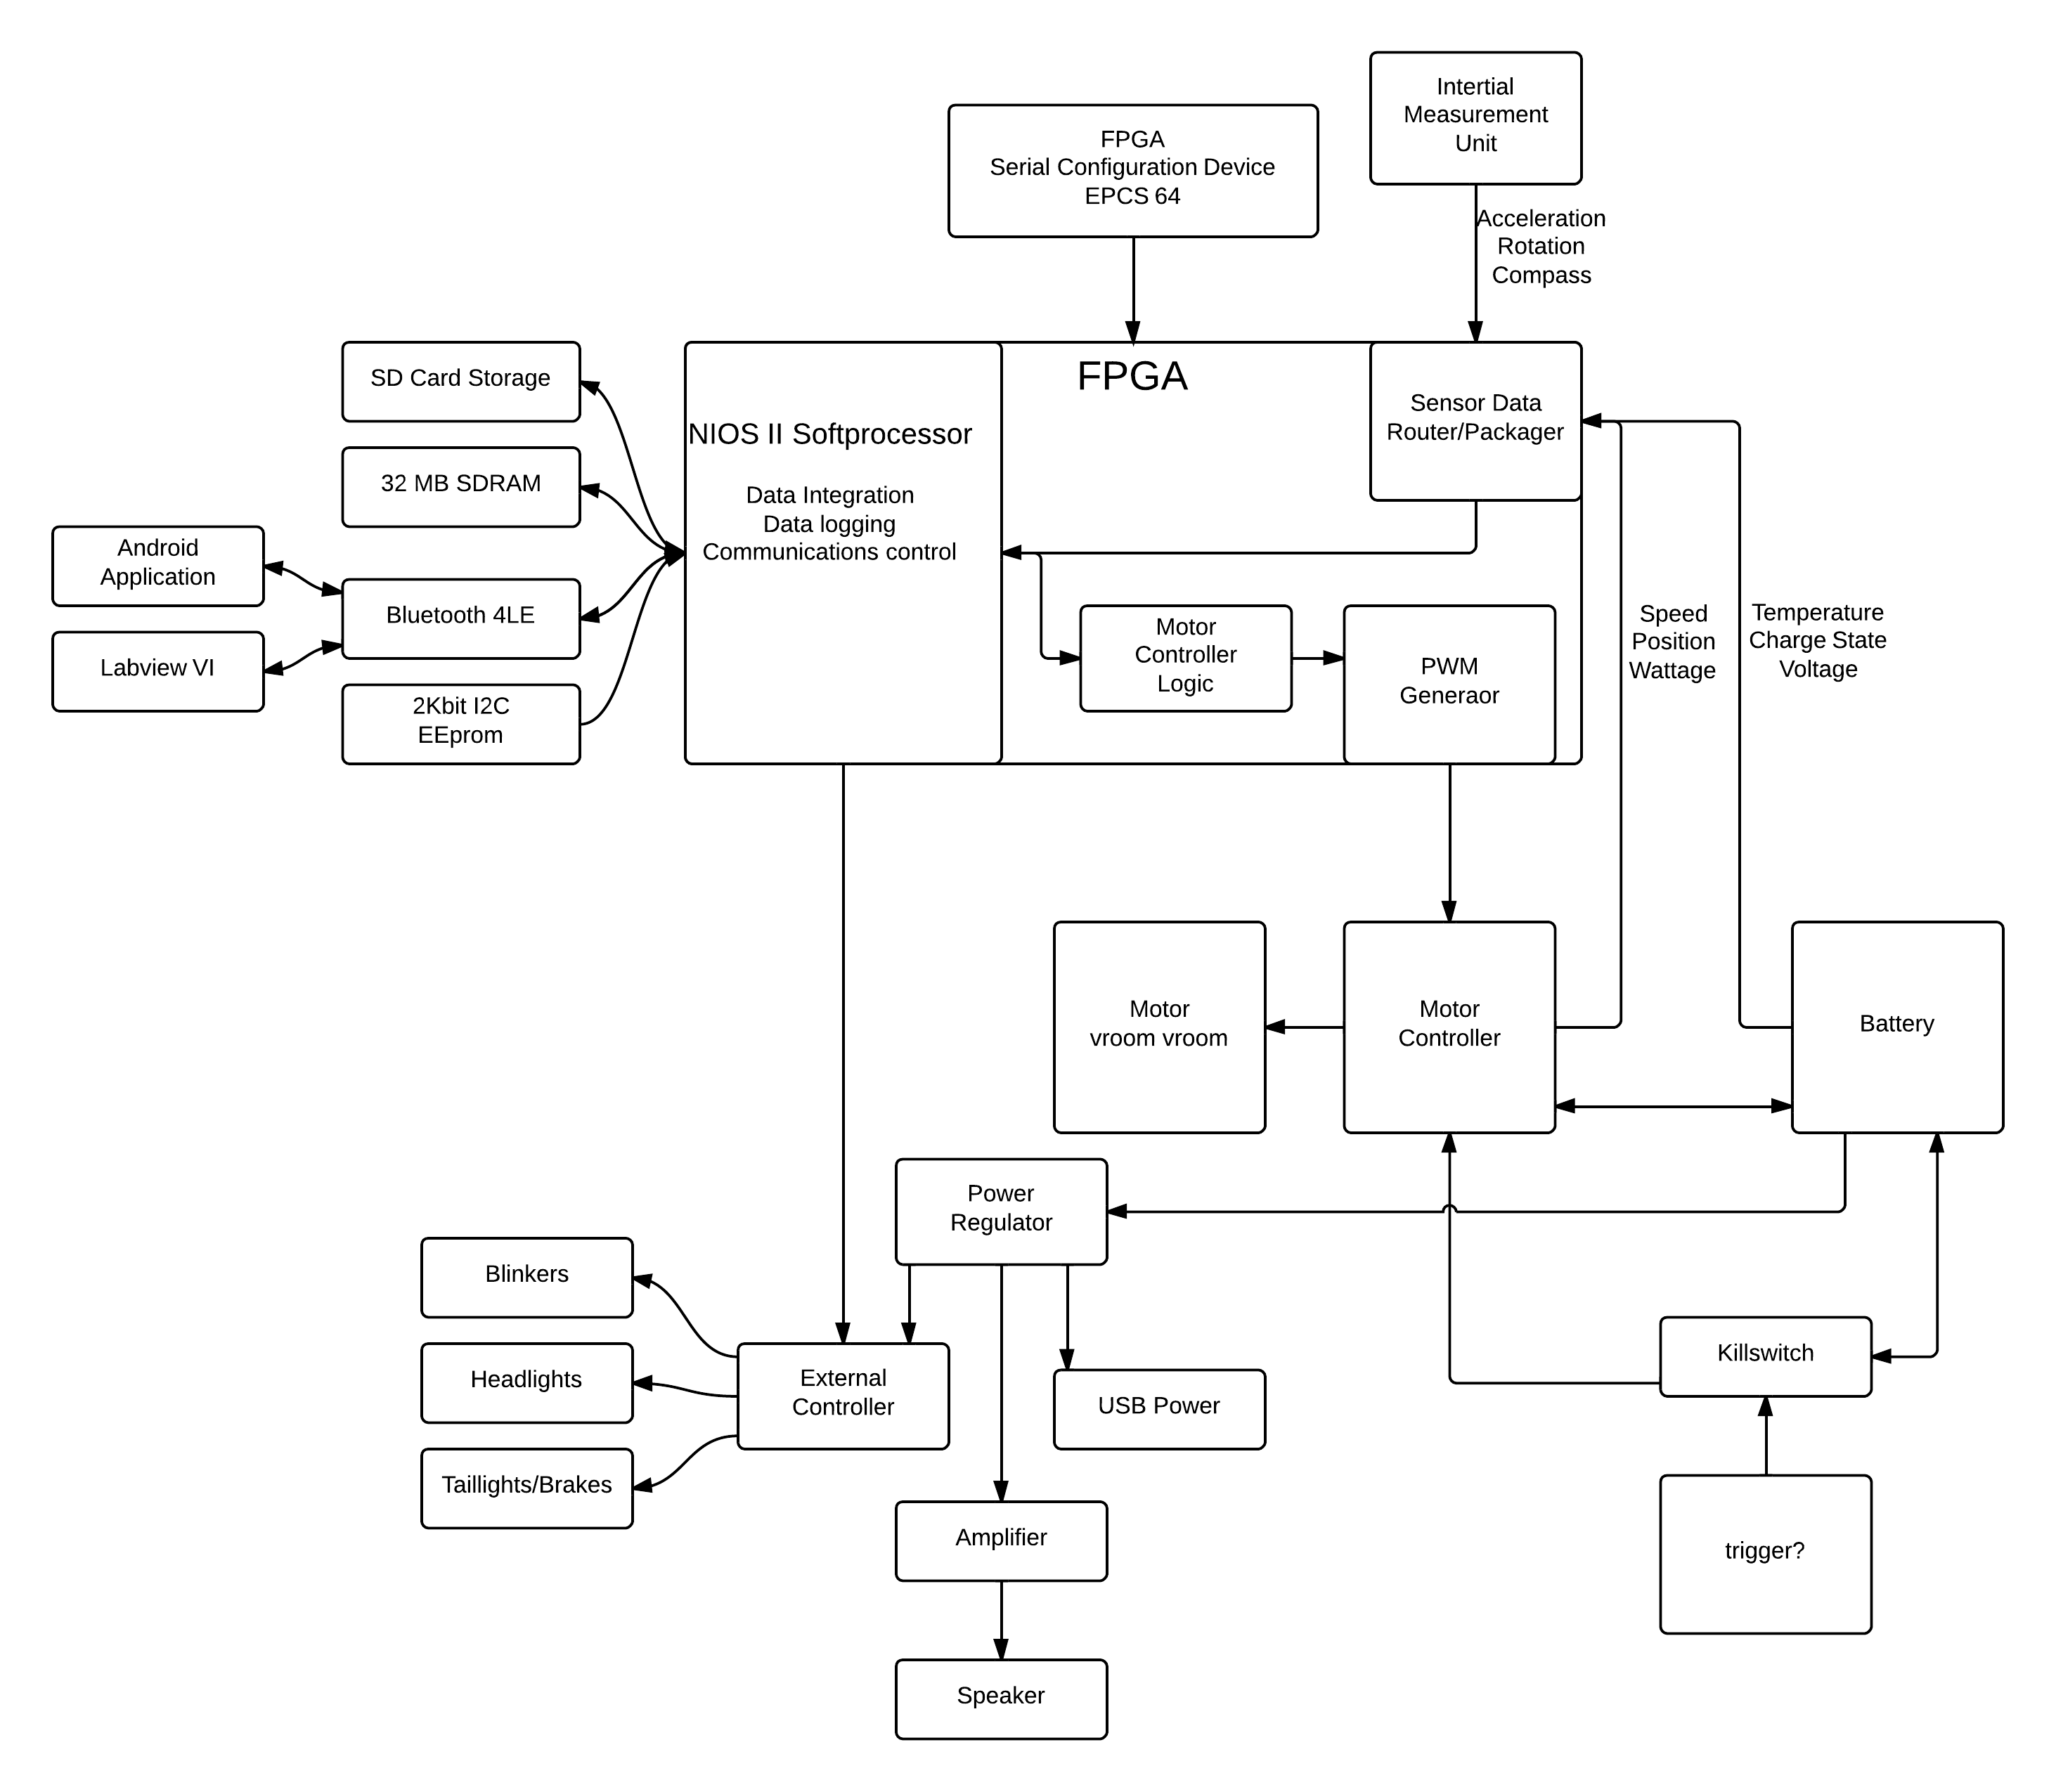 Intertial
Measurement
Unit
FPGA
Serial Configuration Device
EPCS 64
Acceleration
Rotation
Compass
FPGA
SD Card Storage
NIOS II Softprocessor
Data Integration
Data logging
Communications control
Sensor Data
Router/Packager
32 MB SDRAM
Android
Application
Bluetooth 4LE
Labview VI
2Kbit I2C
EEprom
Motor
Controller
Logic
PWM
Generaor
Speed
Position
Wattage
Temperature
Charge State
Voltage
Motor
vroom vroom
Motor
Controller
Battery
Power
Regulator
Blinkers
Headlights
Taillights/Brakes
External
Controller
USB Power
Killswitch
Amplifier
trigger?
Speaker